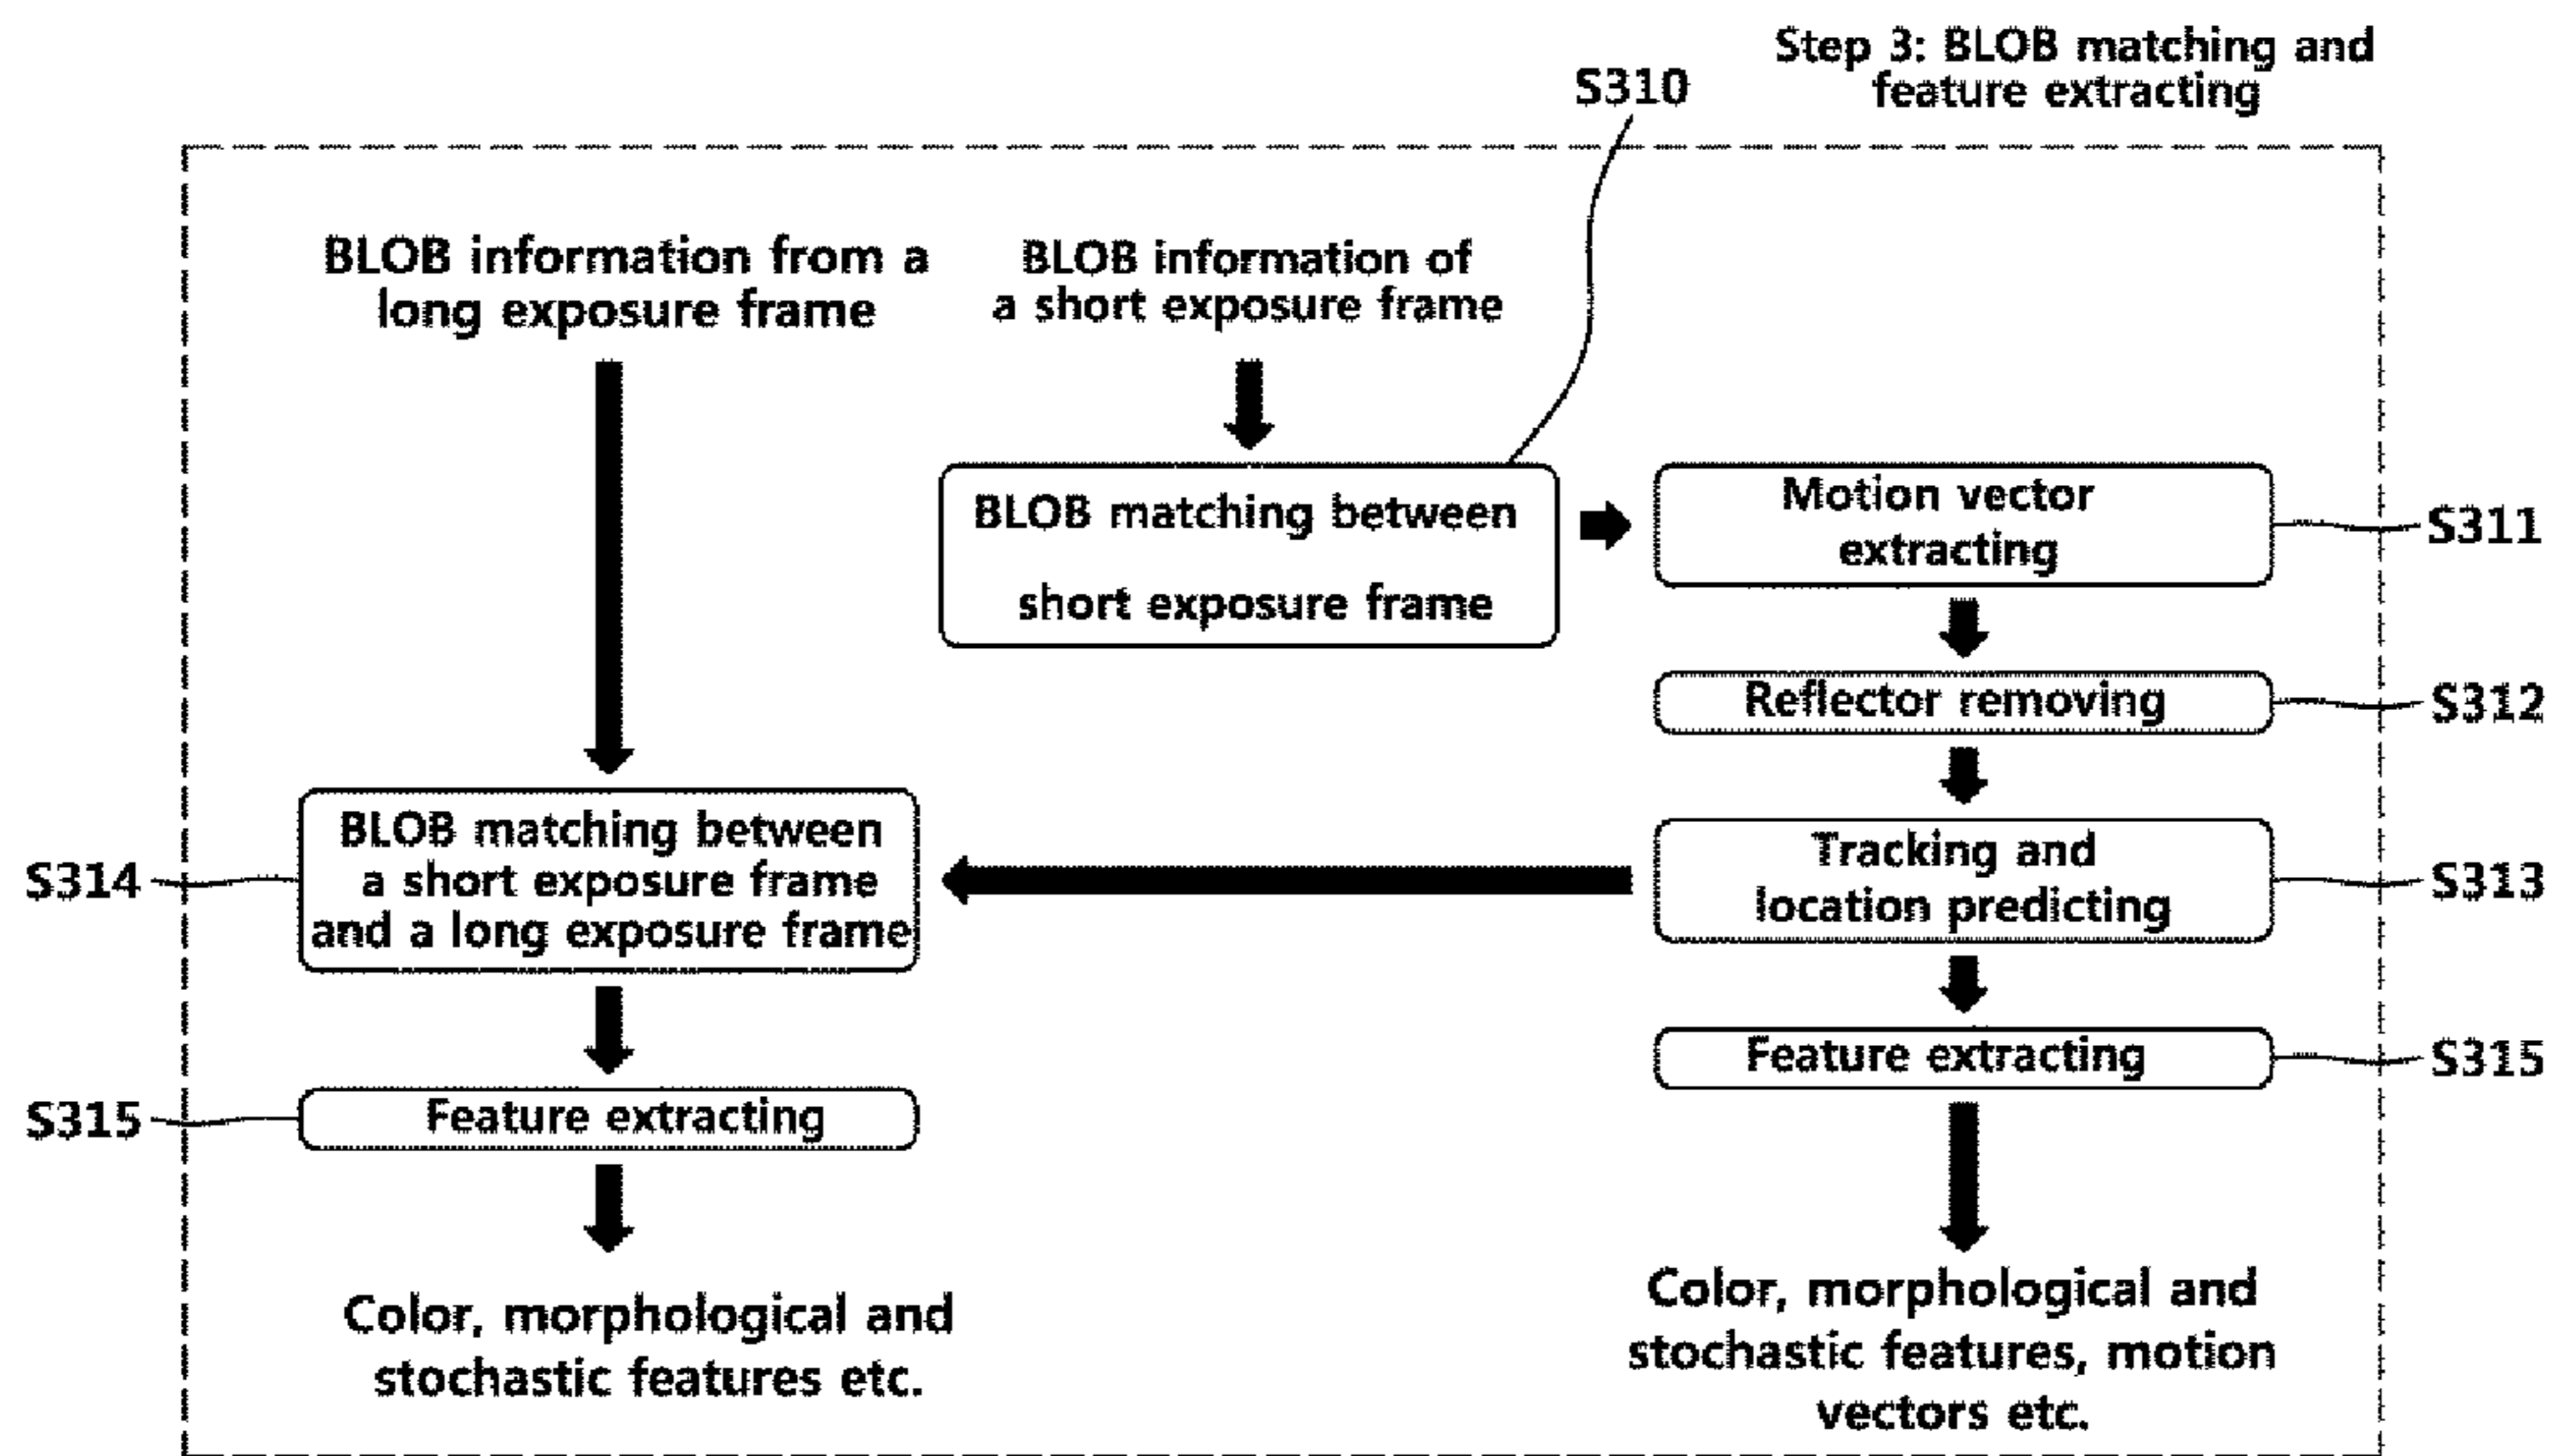 Step 3: BLOB matching and
feature extracting
S310
BLOB information from a
long exposure frame
BLOB information of
a short exposure frame
BLOB matching between
short exposure frame
Motion vector
extracting
S311
Reflector removing
S312
S314
BLOB matching between
a short exposure frame
and a long exposure frame
Tracking and
location predicting
S313
Feature extracting
S315
S315
Feature extracting
Color, morphological and
stochastic features etc.
Color, morphological and
stochastic features, motion
vectors etc.